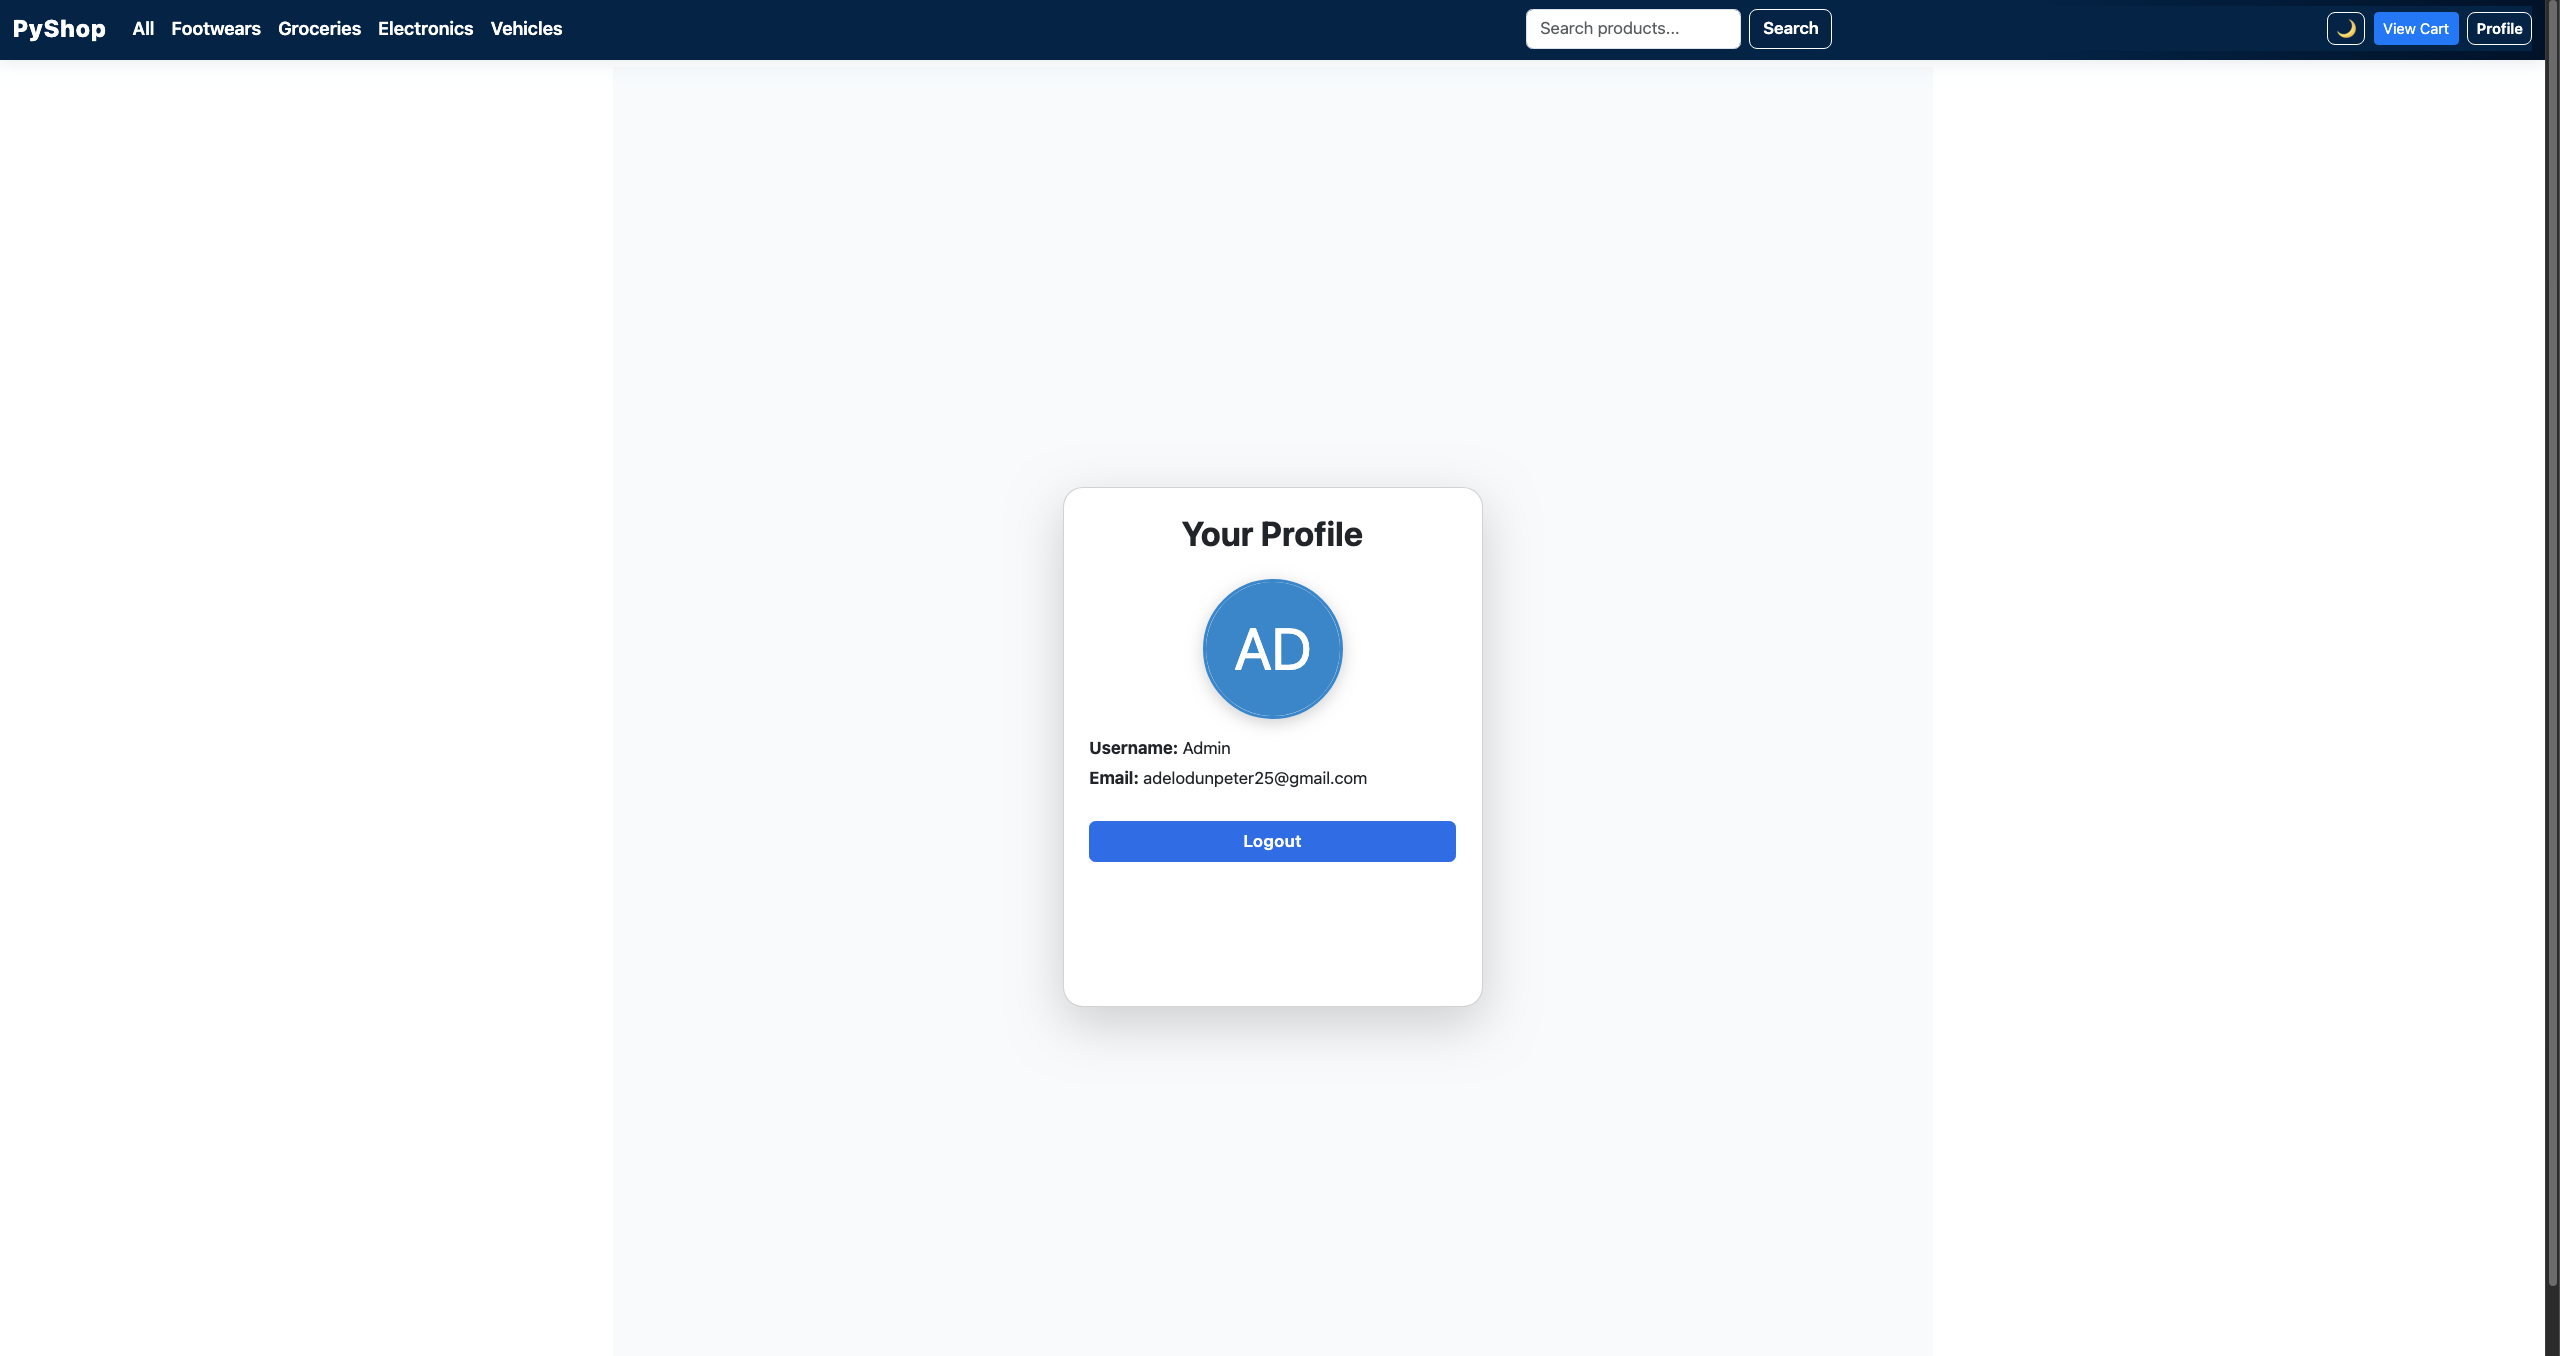 PyShop All Footwears Groceries Electronics Vehicles Search products... Search View Cart Profile
Your Profile
AD
Username: Admin
Email: adelodunpeter25@gmail.com
Logout